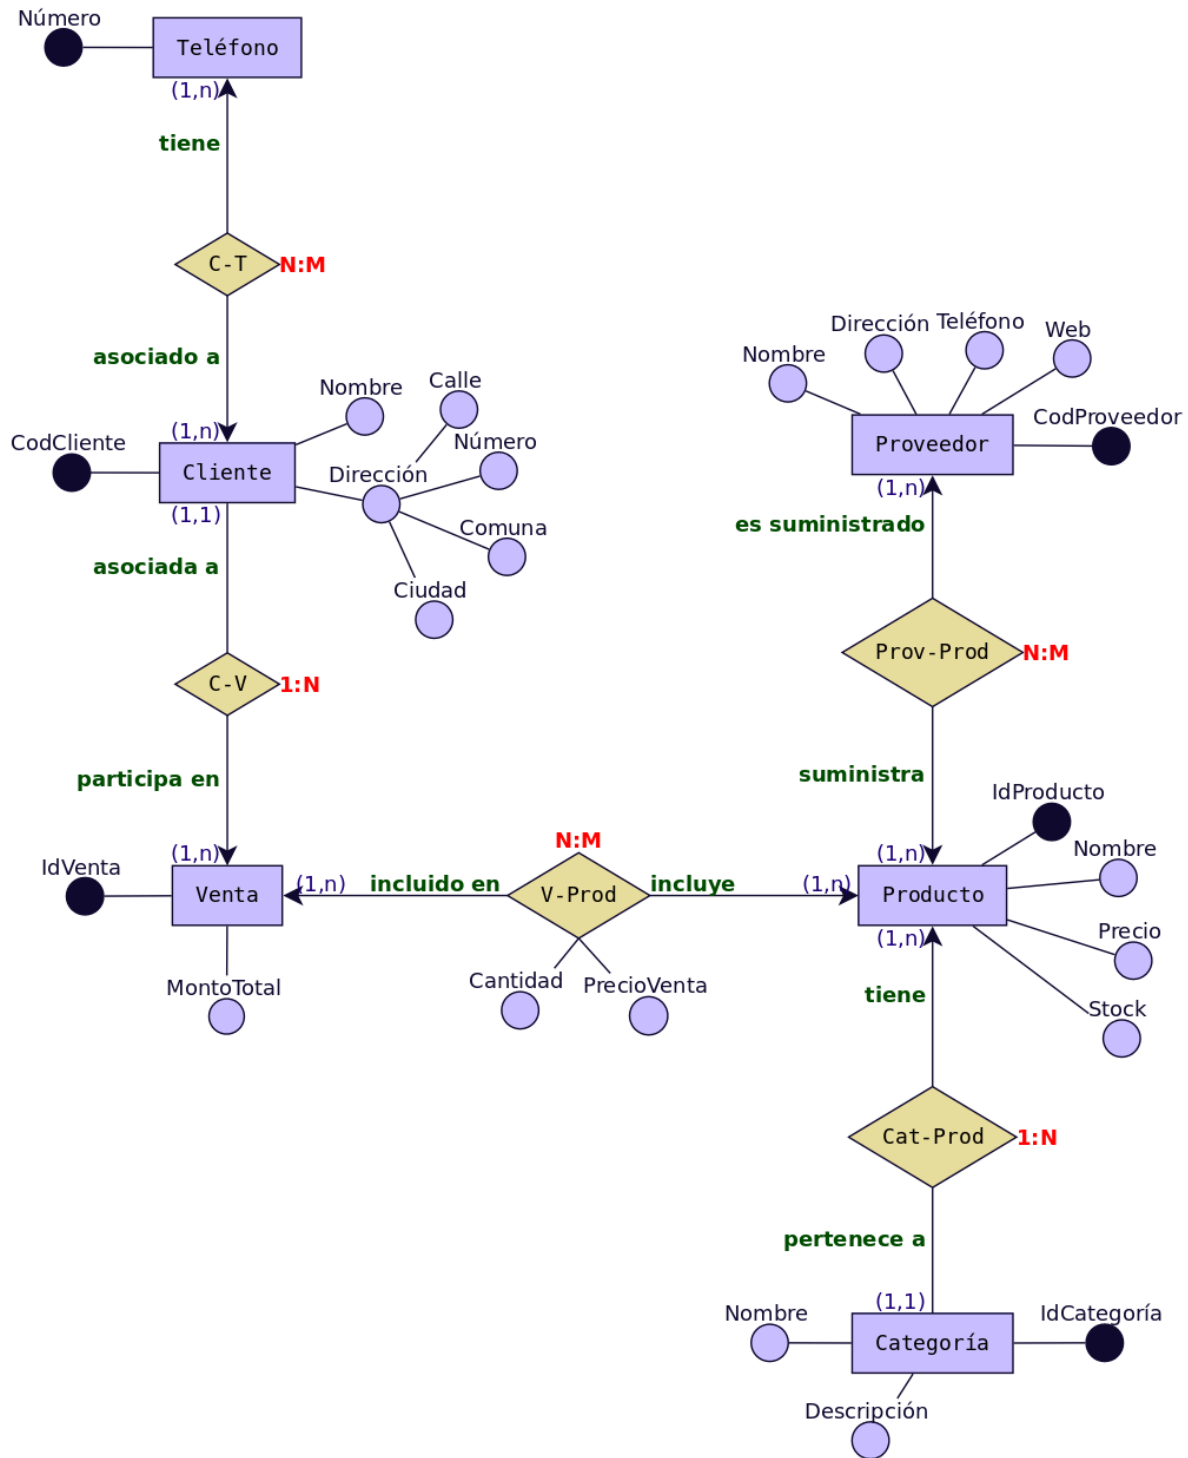 Número
Teléfono
(1,n)
tiene
C-T
N:M
asociado a
(1,n)
Nombre
Calle
CodCliente
Cliente
Dirección
Número
(1,1)
Comuna
asociada a
Ciudad
C-V
1:N
participa en
(1,n)
IdVenta
Venta
MontoTotal
(1,n)
incluido en
N:M
V-Prod
incluye
(1,n)
Cantidad
PrecioVenta
Nombre
Dirección
Teléfono
Web
CodProveedor
Proveedor
(1,n)
es suministrado
Prov-Prod
N:M
suministra
IdProducto
(1,n)
Nombre
Producto
Precio
(1,n)
Stock
tiene
Cat-Prod
1:N
pertenece a
(1,1)
Nombre
Categoría
IdCategoría
Descripción